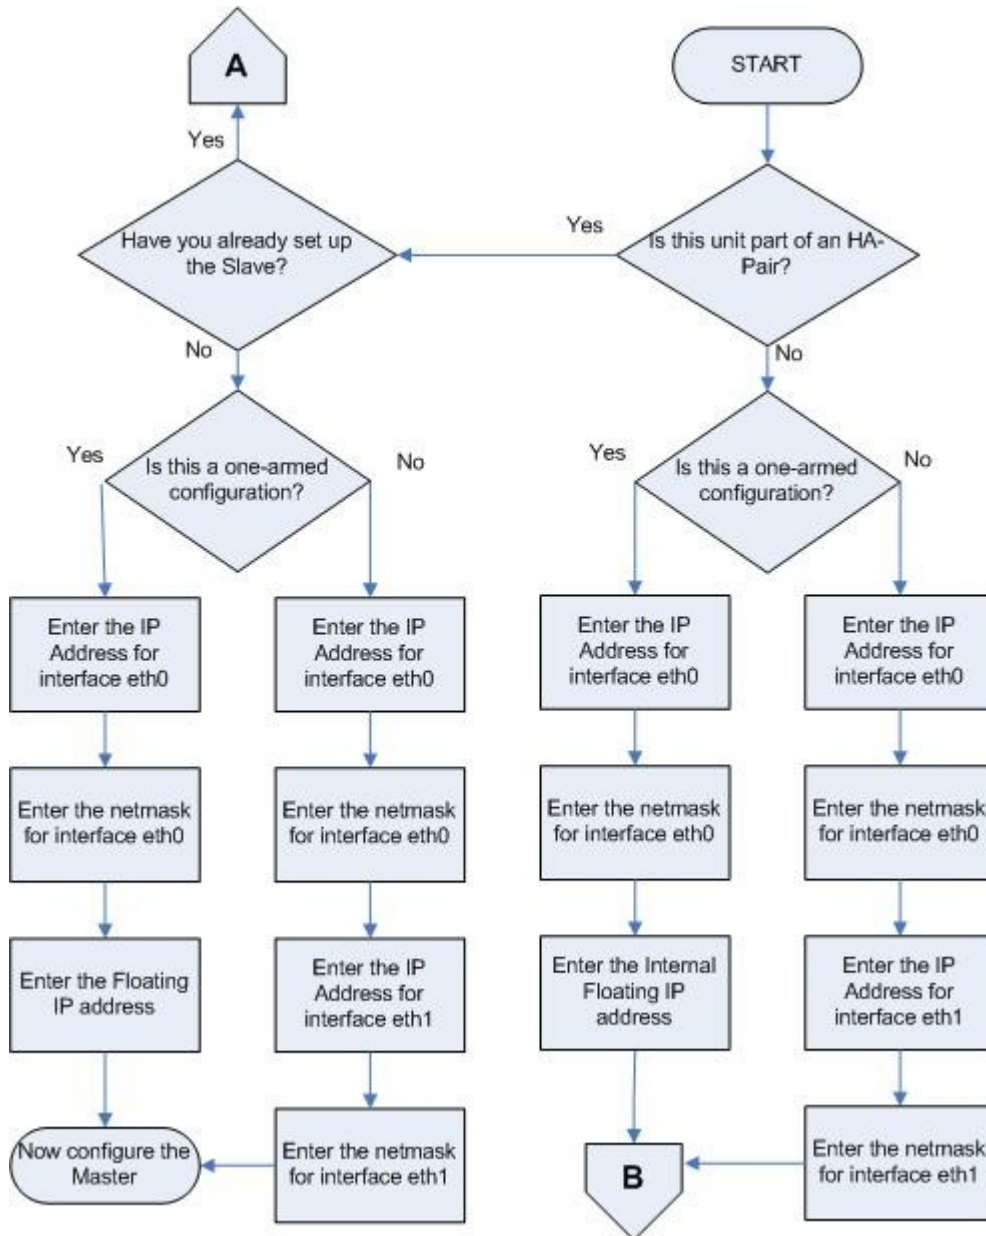 A
START
Yes
Have you already set up
the Slave?
Yes
Is this unit part of an HA-
Pair?
No
No
Yes
Is this a one-armed
configuration?
No
Yes
Is this a one-armed
configuration?
No
Enter the IP
Address for
interface eth0
Enter the IP
Address for
interface eth0
Enter the IP
Address for
interface eth0
Enter the IP
Address for
interface eth0
Enter the netmask
for interface eth0
Enter the netmask
for interface eth0
Enter the netmask
for interface eth0
Enter the netmask
for interface eth0
Enter the Floating
IP address
Enter the IP
Address for
interface eth1
Enter the Internal
Floating IP
address
Enter the IP
Address for
interface eth1
Now configure the
Master
Enter the netmask
for interface eth1
B
Enter the netmask
for interface eth1